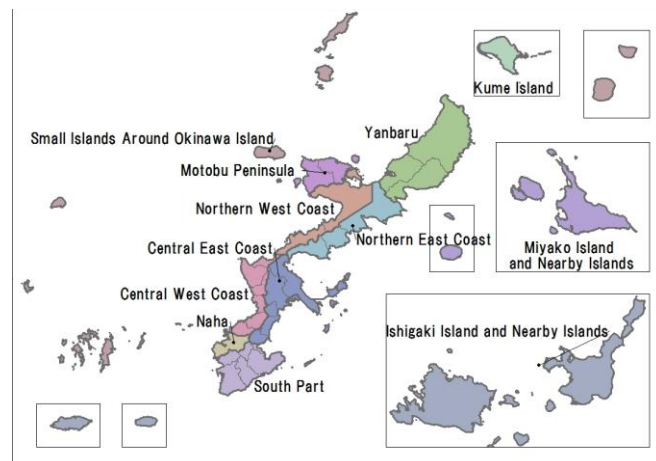 Kume Island
Small Islands Around Okinawa Island
Yanbaru
Motobu Peninsula
Northern West Coast
Northern East Coast
Central East Coast
Miyako Island
and Nearby Islands
Central West Coast
Naha
Ishigaki Island and Nearby Islands
South Part